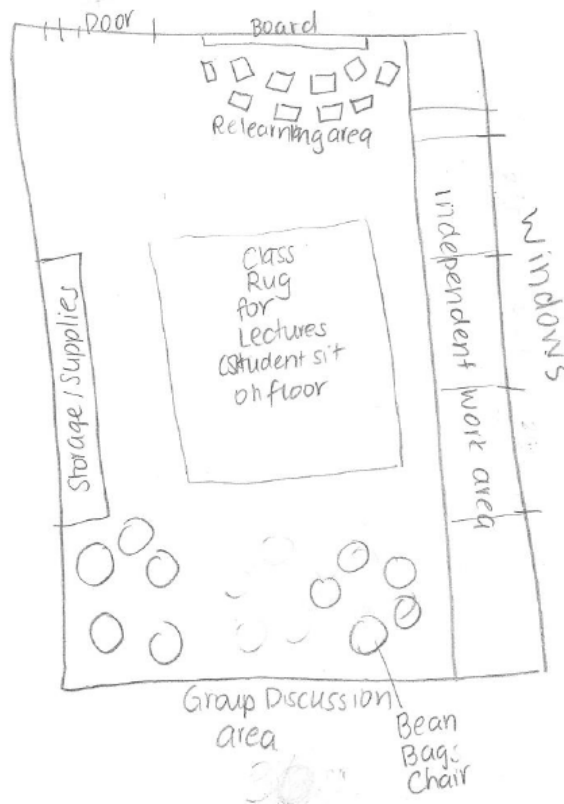 Door
Board
Relearning area
Class
Rug
for
Lectures
(Student sit
on floor
Storage/Supplies
independent work area
Windows
Group Discussion
area
Bean
Bags
Chair